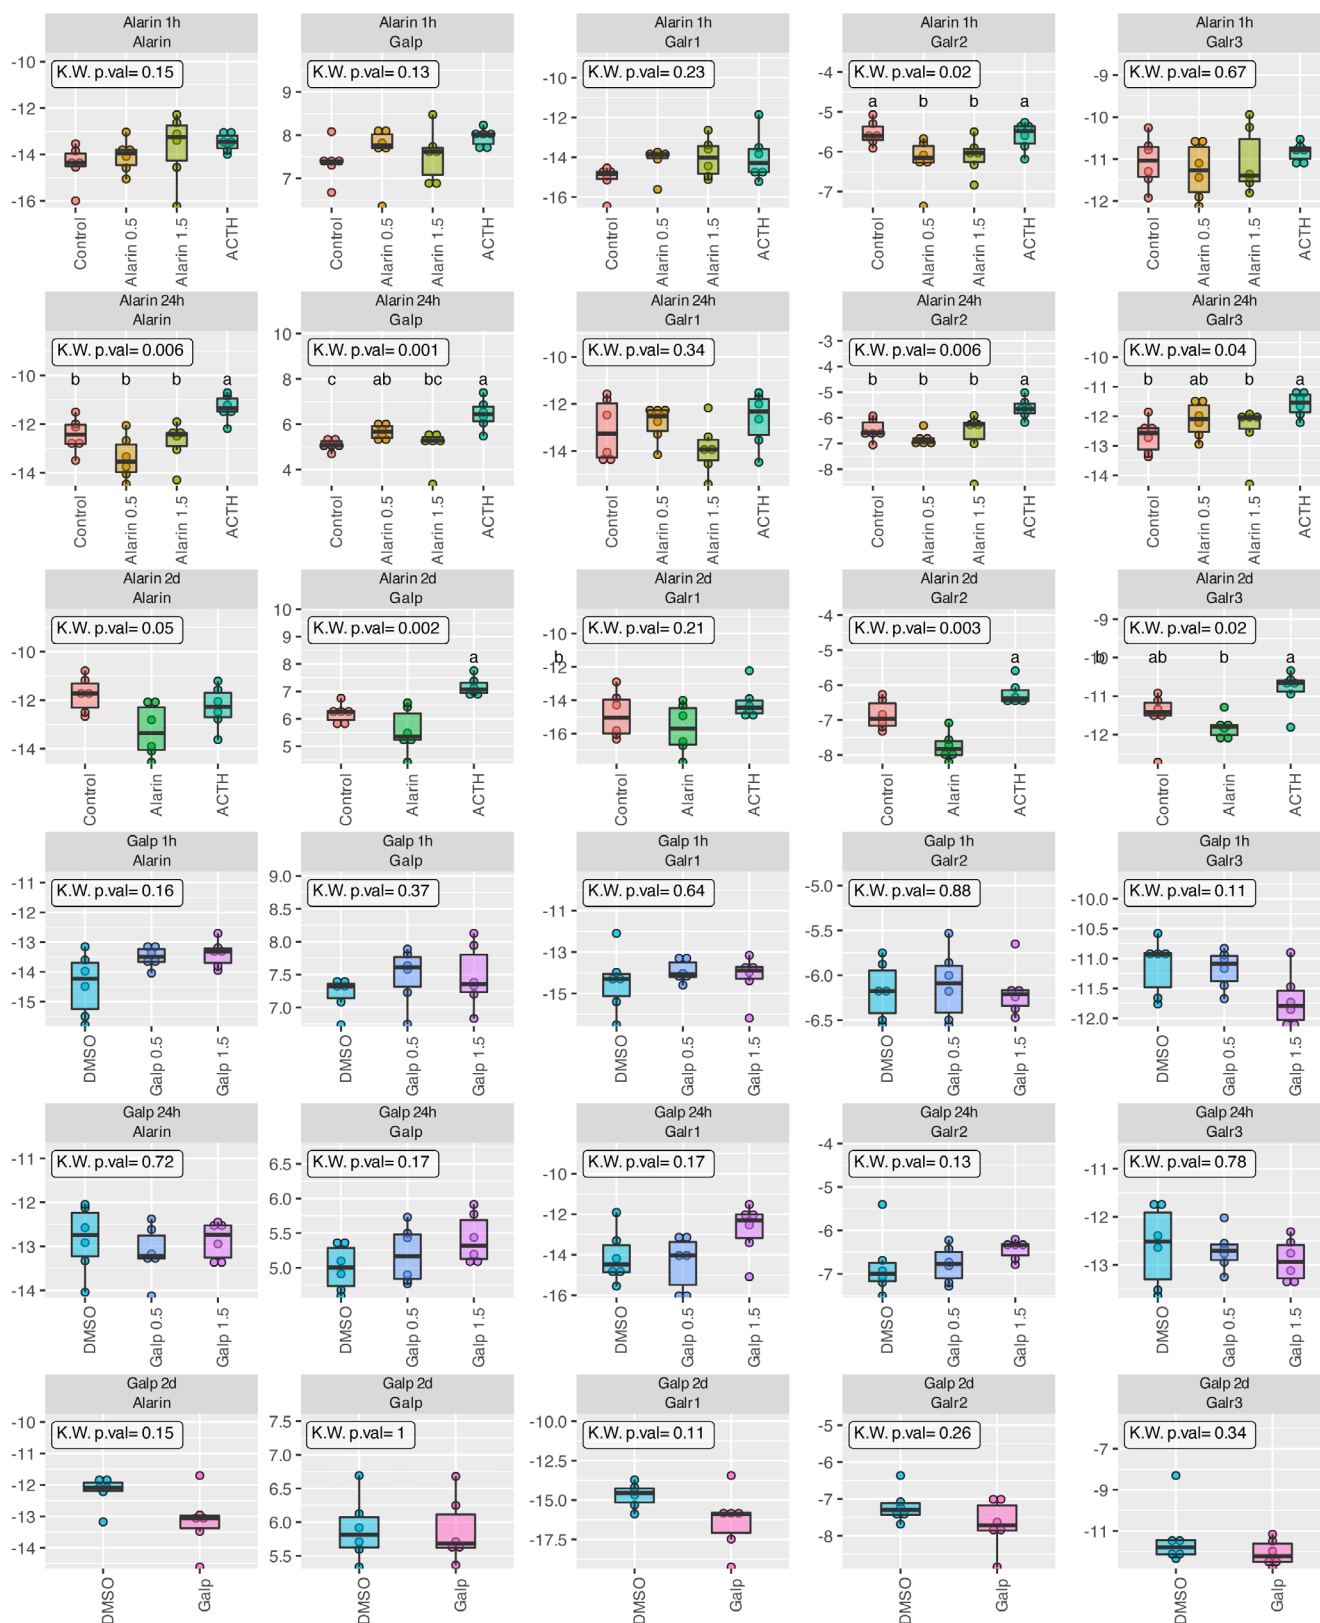 Alarin 1h
Alarin
K.W. p.val= 0.15
-10
-12
-14
-16
Control
Alarin 0.5
Alarin 1.5
ACTH
Alarin 1h
Galp
K.W. p.val= 0.13
9
8
7
Control
Alarin 0.5
Alarin 1.5
ACTH
Alarin 1h
Galr1
K.W. p.val= 0.23
-10
-12
-14
-16
Control
Alarin 0.5
Alarin 1.5
ACTH
Alarin 1h
Galr2
K.W. p.val= 0.02
a b b a
-4
-5
-6
-7
Control
Alarin 0.5
Alarin 1.5
ACTH
Alarin 1h
Galr3
K.W. p.val= 0.67
-9
-10
-11
-12
Control
Alarin 0.5
Alarin 1.5
ACTH
Alarin 24h
Alarin
K.W. p.val= 0.006
b b b a
-10
-12
-14
Control
Alarin 0.5
Alarin 1.5
ACTH
Alarin 24h
Galp
K.W. p.val= 0.001
c ab bc a
10
8
6
4
Control
Alarin 0.5
Alarin 1.5
ACTH
Alarin 24h
Galr1
K.W. p.val= 0.34
-10
-12
-14
Control
Alarin 0.5
Alarin 1.5
ACTH
Alarin 24h
Galr2
K.W. p.val= 0.006
b b b a
-3
-4
-5
-6
-7
-8
Control
Alarin 0.5
Alarin 1.5
ACTH
Alarin 24h
Galr3
K.W. p.val= 0.04
b ab b a
-10
-11
-12
-13
-14
Control
Alarin 0.5
Alarin 1.5
ACTH
Alarin 2d
Alarin
K.W. p.val= 0.05
-10
-12
-14
Control
Alarin
ACTH
Alarin 2d
Galp
K.W. p.val= 0.002
a
10
9
8
7
6
5
Control
Alarin
ACTH
Alarin 2d
Galr1
K.W. p.val= 0.21
b
-10
-12
-14
-16
Control
Alarin
ACTH
Alarin 2d
Galr2
K.W. p.val= 0.003
a
-4
-5
-6
-7
-8
Control
Alarin
ACTH
Alarin 2d
Galr3
K.W. p.val= 0.02
b ab b a
-9
-10
-11
-12
Control
Alarin
ACTH
Galp 1h
Alarin
K.W. p.val= 0.16
-11
-12
-13
-14
-15
DMSO
Galp 0.5
Galp 1.5
Galp 1h
Galp
K.W. p.val= 0.37
9.0
8.5
8.0
7.5
7.0
DMSO
Galp 0.5
Galp 1.5
Galp 1h
Galr1
K.W. p.val= 0.64
-11
-13
-15
DMSO
Galp 0.5
Galp 1.5
Galp 1h
Galr2
K.W. p.val= 0.88
-5.0
-5.5
-6.0
-6.5
DMSO
Galp 0.5
Galp 1.5
Galp 1h
Galr3
K.W. p.val= 0.11
-10.0
-10.5
-11.0
-11.5
-12.0
DMSO
Galp 0.5
Galp 1.5
Galp 24h
Alarin
K.W. p.val= 0.72
-11
-12
-13
-14
DMSO
Galp 0.5
Galp 1.5
Galp 24h
Galp
K.W. p.val= 0.17
6.5
6.0
5.5
5.0
DMSO
Galp 0.5
Galp 1.5
Galp 24h
Galr1
K.W. p.val= 0.17
-10
-12
-14
-16
DMSO
Galp 0.5
Galp 1.5
Galp 24h
Galr2
K.W. p.val= 0.13
-4
-5
-6
-7
DMSO
Galp 0.5
Galp 1.5
Galp 24h
Galr3
K.W. p.val= 0.78
-11
-12
-13
DMSO
Galp 0.5
Galp 1.5
Galp 2d
Alarin
K.W. p.val= 0.15
-10
-11
-12
-13
-14
DMSO
Galp
Galp 2d
Galp
K.W. p.val= 1
7.5
7.0
6.5
6.0
5.5
DMSO
Galp
Galp 2d
Galr1
K.W. p.val= 0.11
-10.0
-12.5
-15.0
-17.5
DMSO
Galp
Galp 2d
Galr2
K.W. p.val= 0.26
-5
-6
-7
-8
DMSO
Galp
Galp 2d
Galr3
K.W. p.val= 0.34
-7
-9
-11
DMSO
Galp